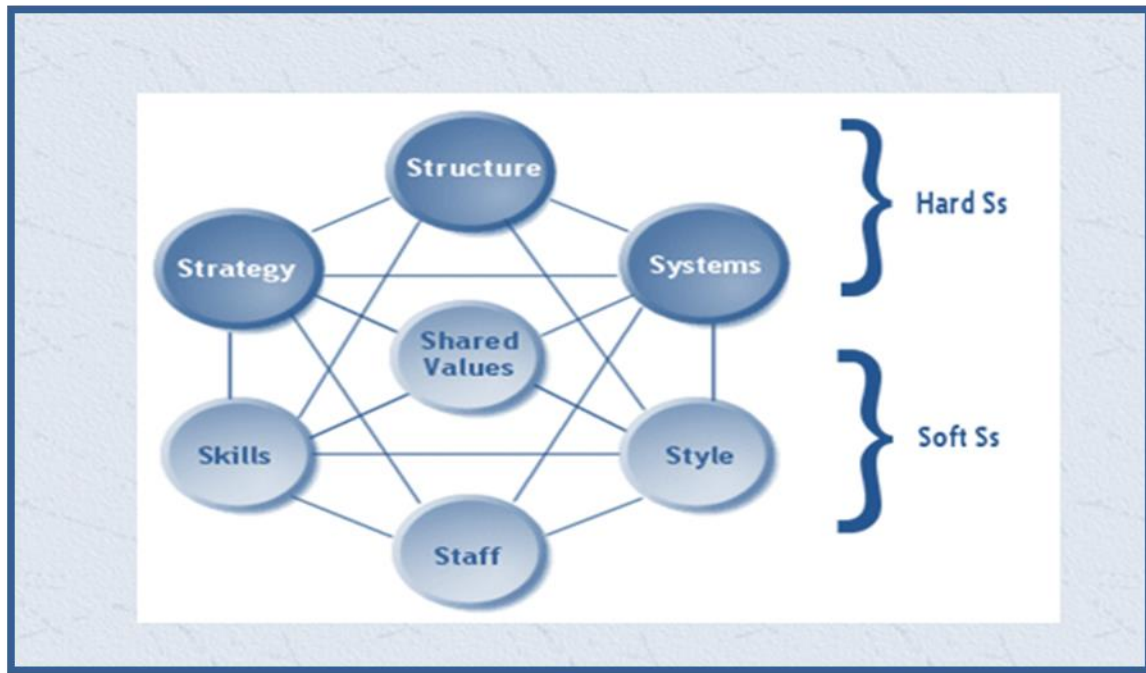 Structure
Hard Ss
Strategy
Systems
Shared
Values
Soft Ss
Skills
Style
Staff